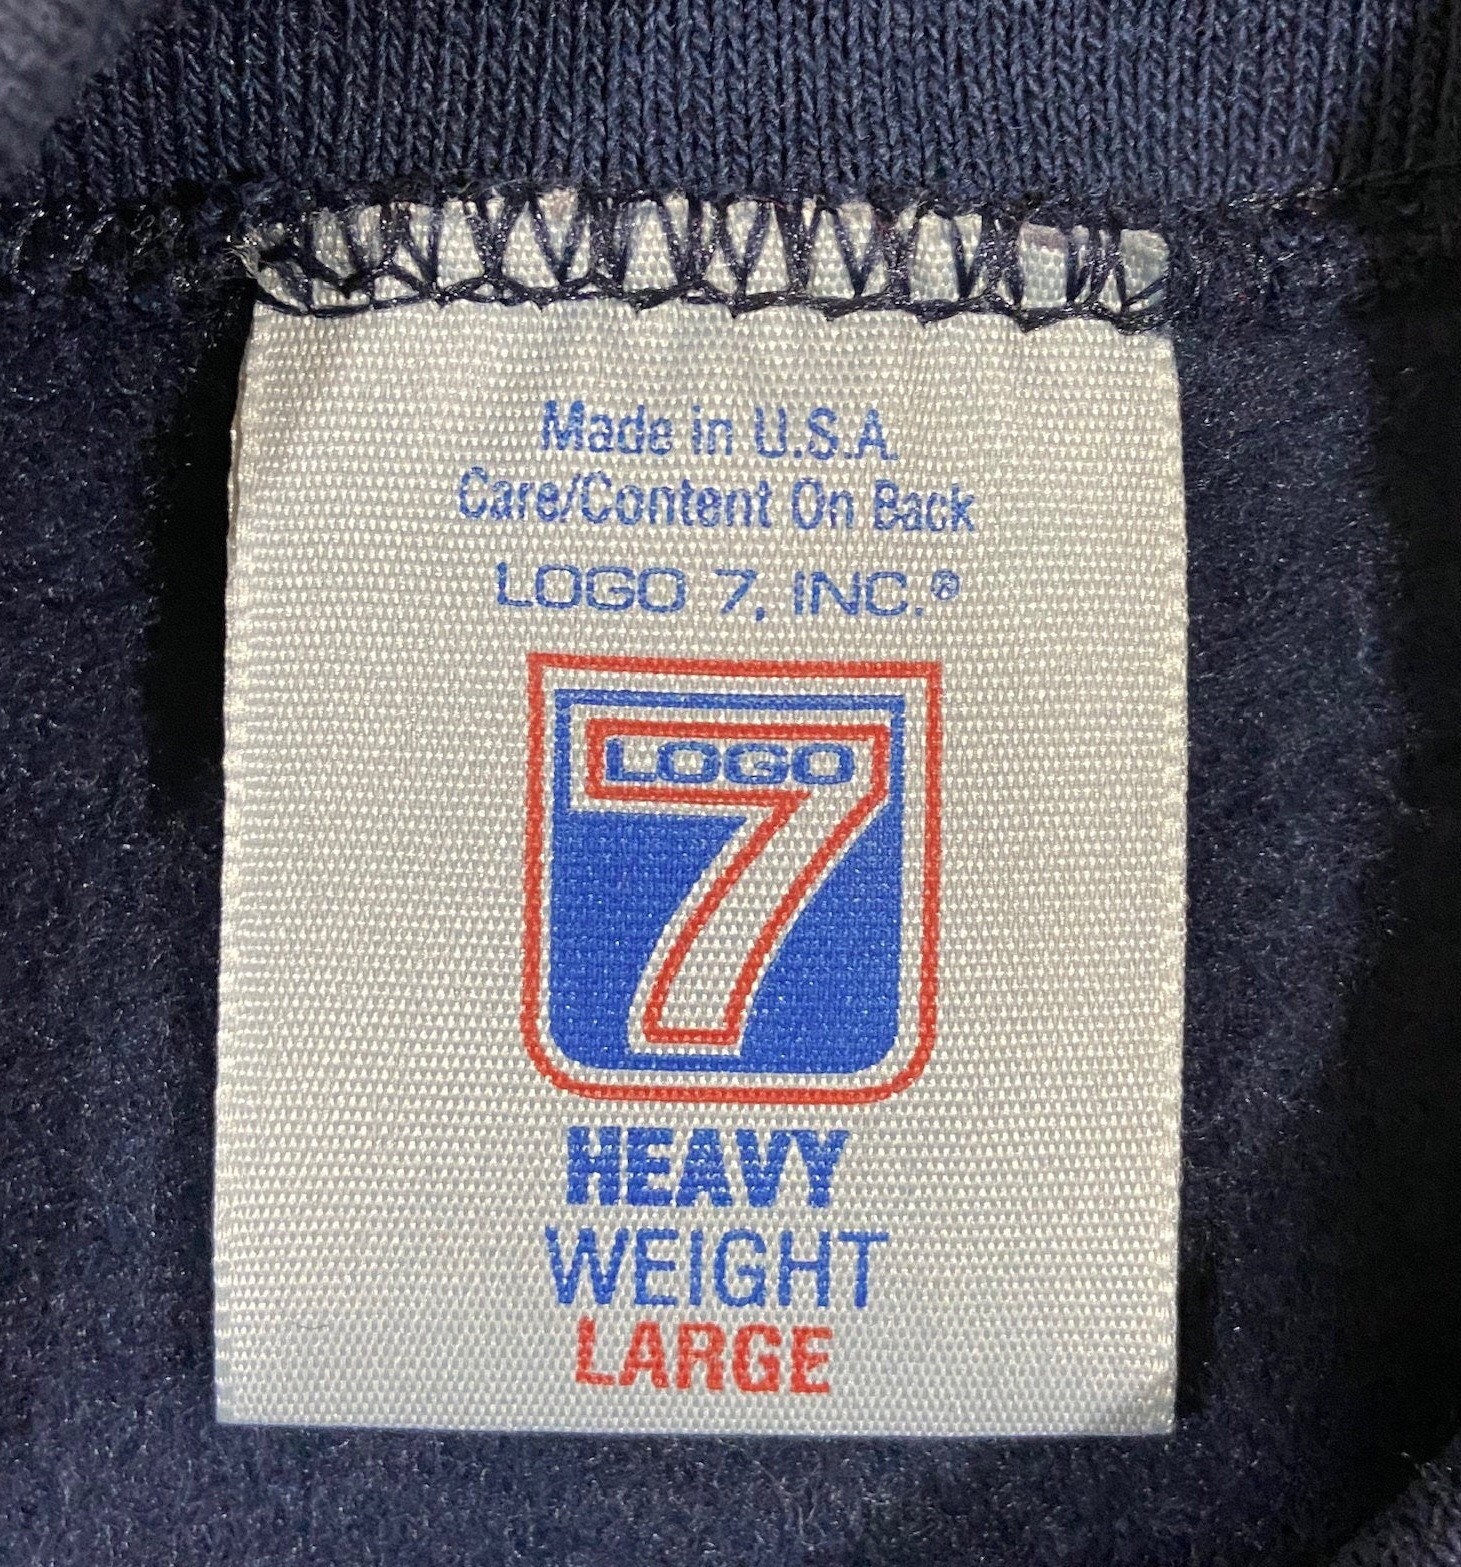 Made in U.S.A.
Care/Content On Back
LOGO 7, INC.®
LOGO
7
HEAVY
WEIGHT
LARGE